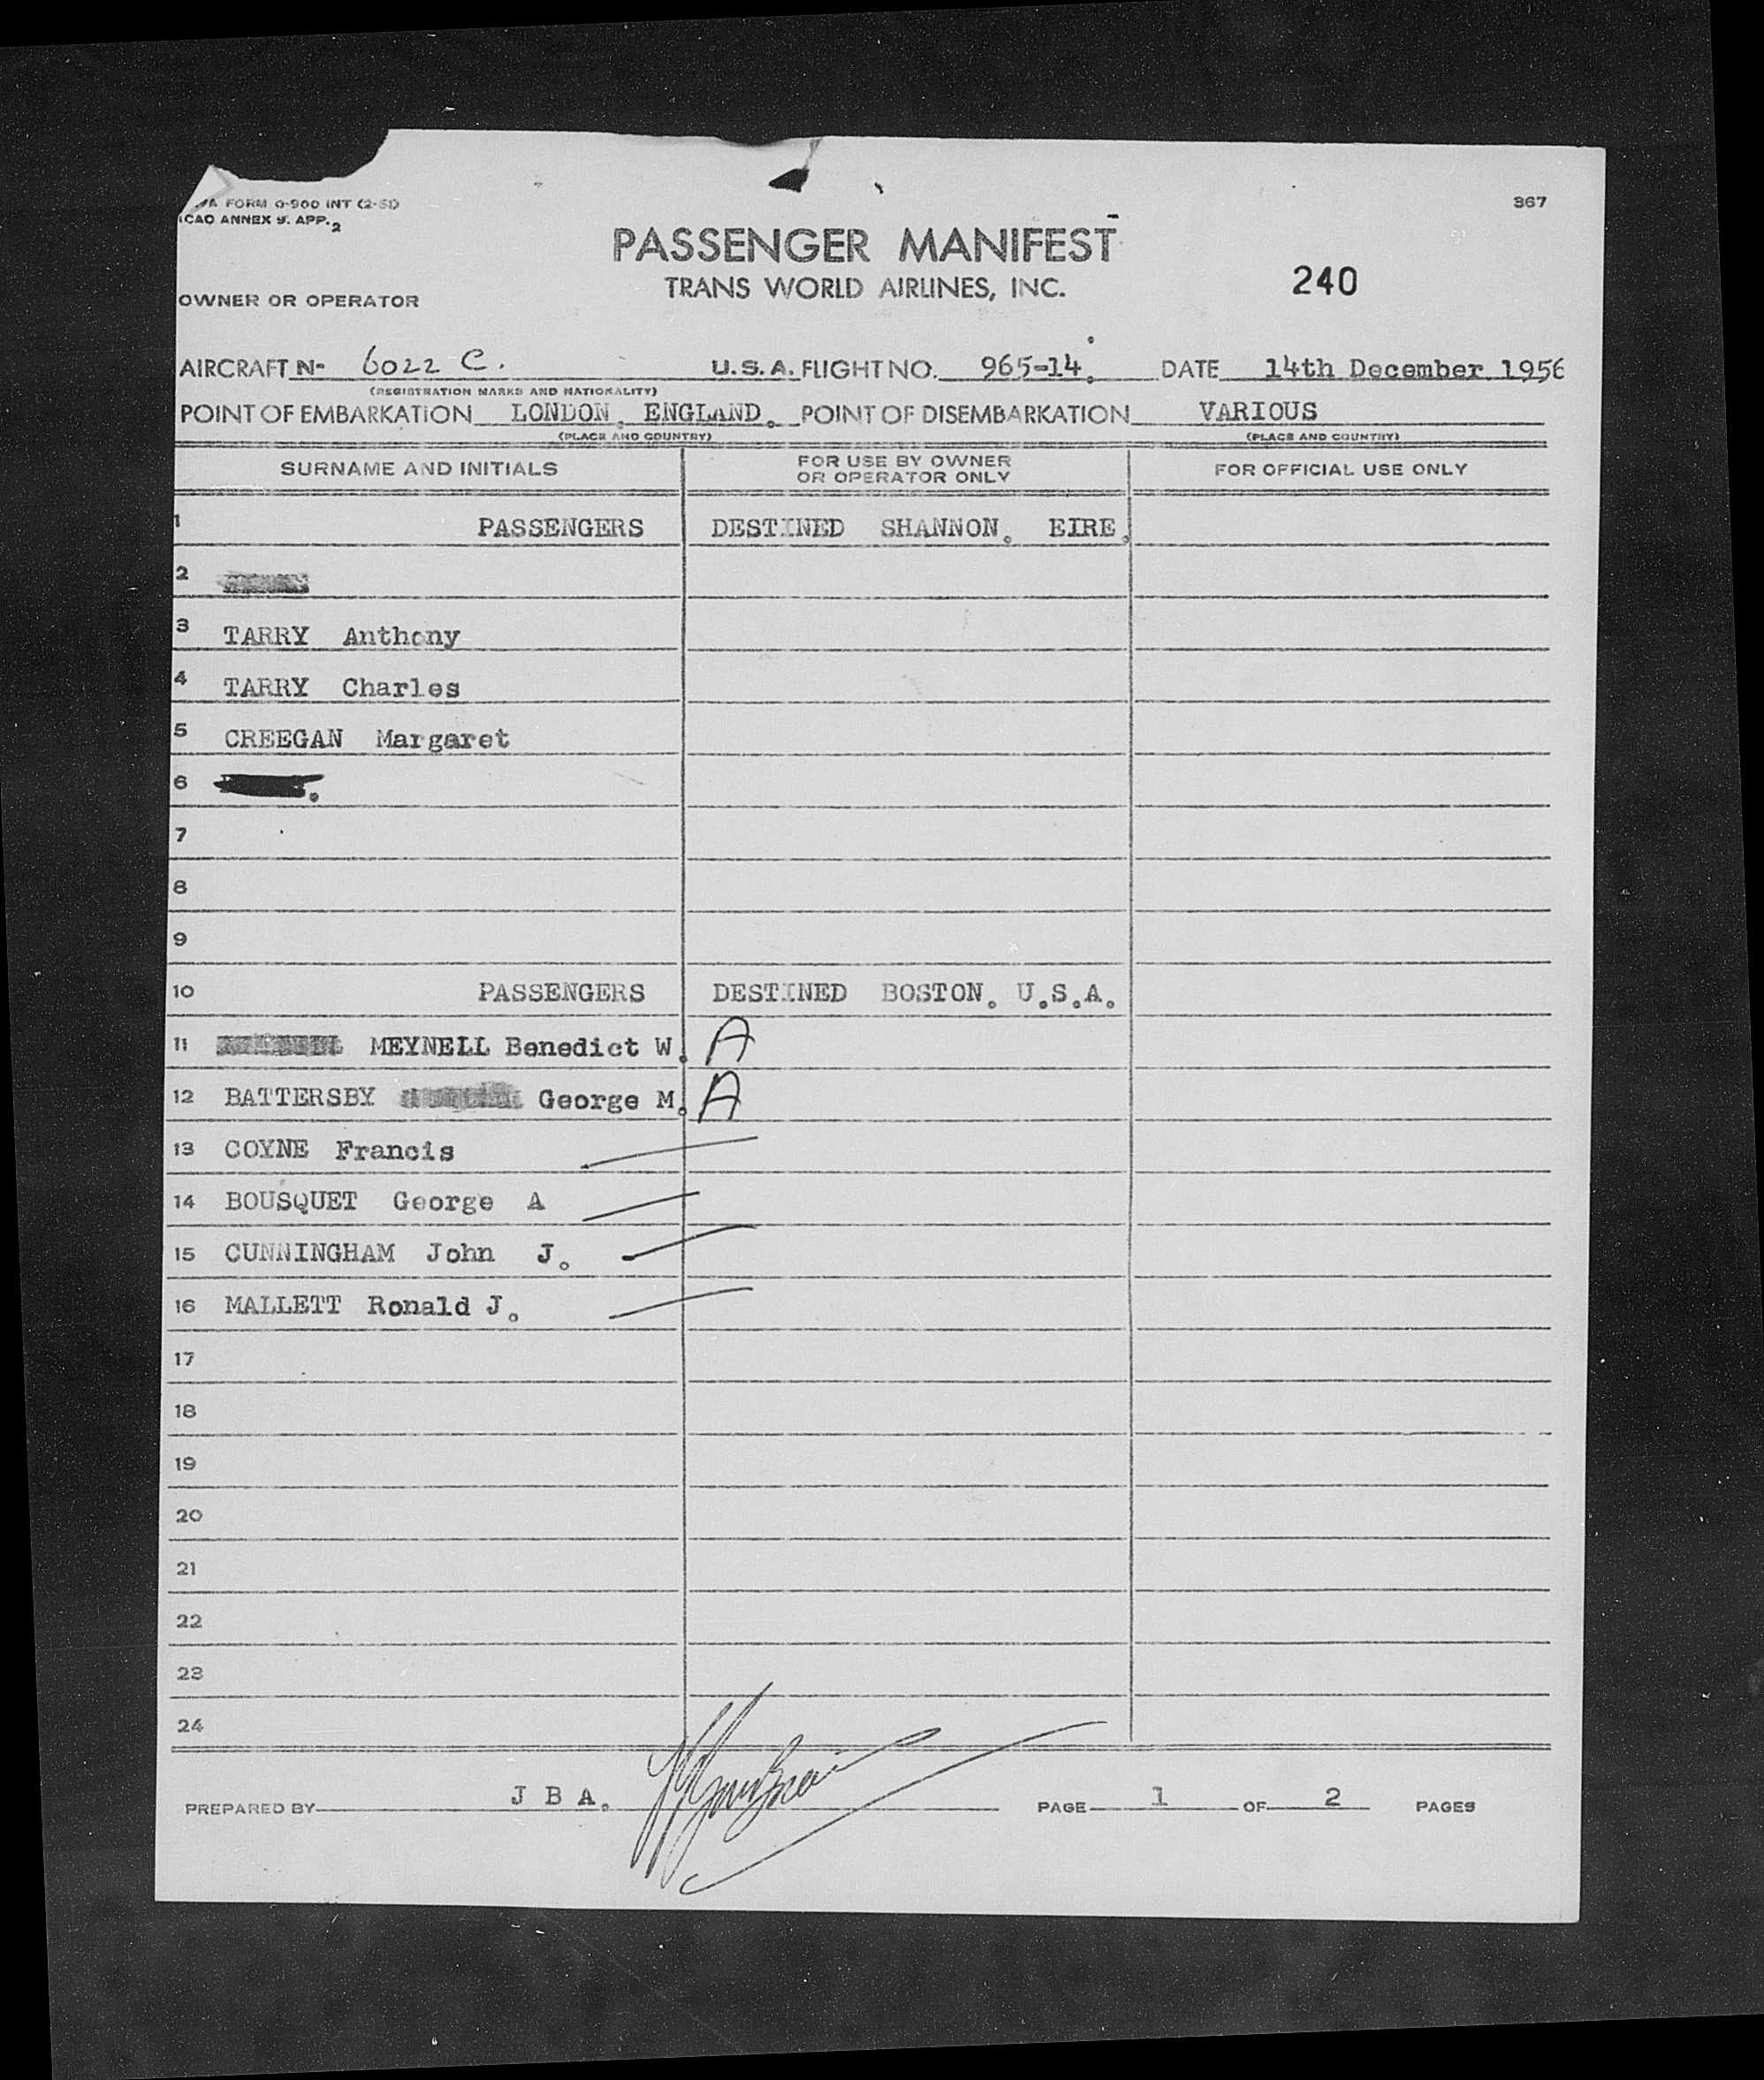 FORM 0-900 INT (2-51)
367
ICAO ANNEX 9. APP. 2
PASSENGER MANIFEST
TRANS WORLD AIRLINES, INC.
240
OWNER OR OPERATOR
AIRCRAFT N- 6022 C. U.S.A. FLIGHT NO. 965-14. DATE 14th December 1956
(REGISTRATION MARKS AND NATIONALITY)
POINT OF EMBARKATION LONDON. ENGLAND. POINT OF DISEMBARKATION VARIOUS
(PLACE AND COUNTRY) (PLACE AND COUNTRY)
SURNAME AND INITIALS FOR USE BY OWNER OR OPERATOR ONLY FOR OFFICIAL USE ONLY
1 PASSENGERS DESTINED SHANNON. EIRE.
2
3 TARRY Anthony
4 TARRY Charles
5 CREEGAN Margaret
6
7
8
9
10 PASSENGERS DESTINED BOSTON. U.S.A.
11 MEYNELL Benedict W. A
12 BATTERSBY George M. A
13 COYNE Francis
14 BOUSQUET George A
15 CUNNINGHAM John J.
16 MALLETT Ronald J.
17
18
19
20
21
22
23
24
PREPARED BY J B A. PAGE 1 OF 2 PAGES